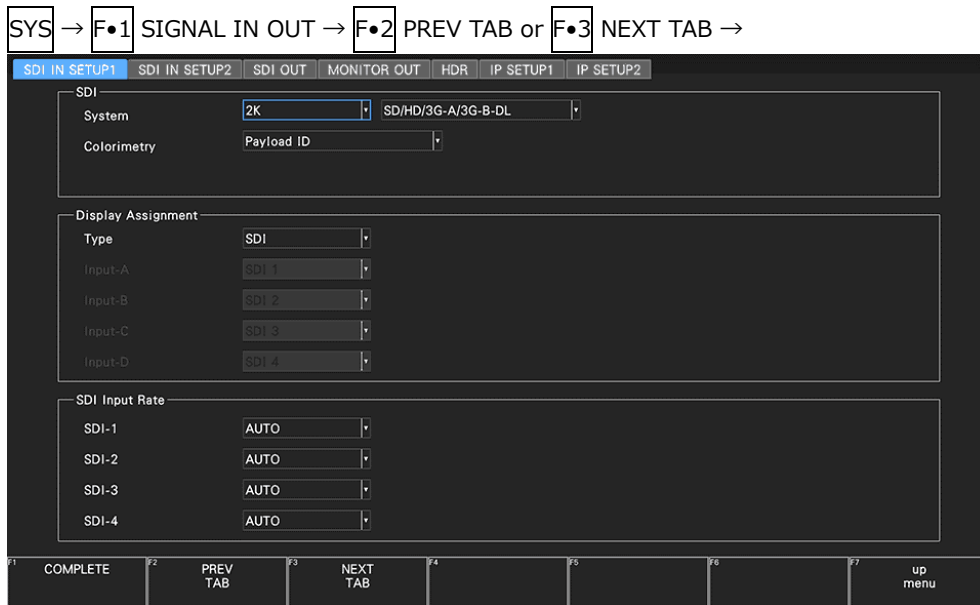 SYS → F•1 SIGNAL IN OUT → F•2 PREV TAB or F•3 NEXT TAB →
SDI IN SETUP1 SDI IN SETUP2 SDI OUT MONITOR OUT HDR IP SETUP1 IP SETUP2
SDI
System 2K SD/HD/3G-A/3G-B-DL
Colorimetry Payload ID
Display Assignment
Type SDI
Input-A SDI 1
Input-B SDI 2
Input-C SDI 3
Input-D SDI 4
SDI Input Rate
SDI-1 AUTO
SDI-2 AUTO
SDI-3 AUTO
SDI-4 AUTO
F1 COMPLETE F2 PREV TAB F3 NEXT TAB F4 F5 F6 F7 up menu